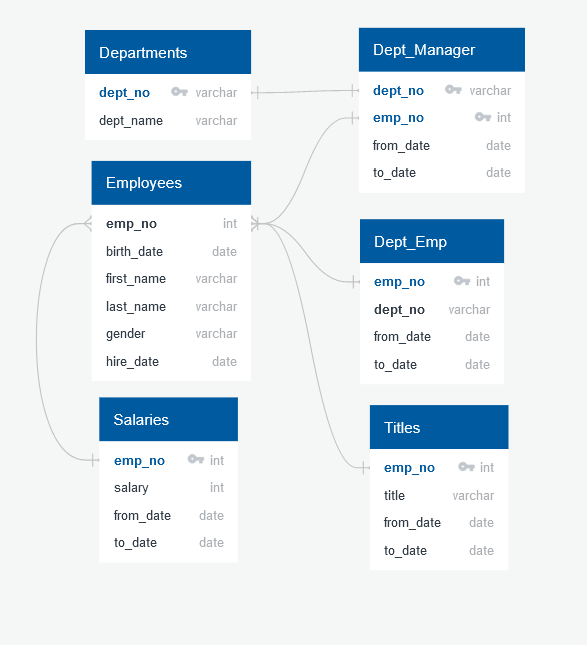 Departments
dept_no varchar
dept_name varchar
Dept_Manager
dept_no varchar
emp_no int
from_date date
to_date date
Employees
emp_no int
birth_date date
first_name varchar
last_name varchar
gender varchar
hire_date date
Dept_Emp
emp_no int
dept_no varchar
from_date date
to_date date
Salaries
emp_no int
salary int
from_date date
to_date date
Titles
emp_no int
title varchar
from_date date
to_date date